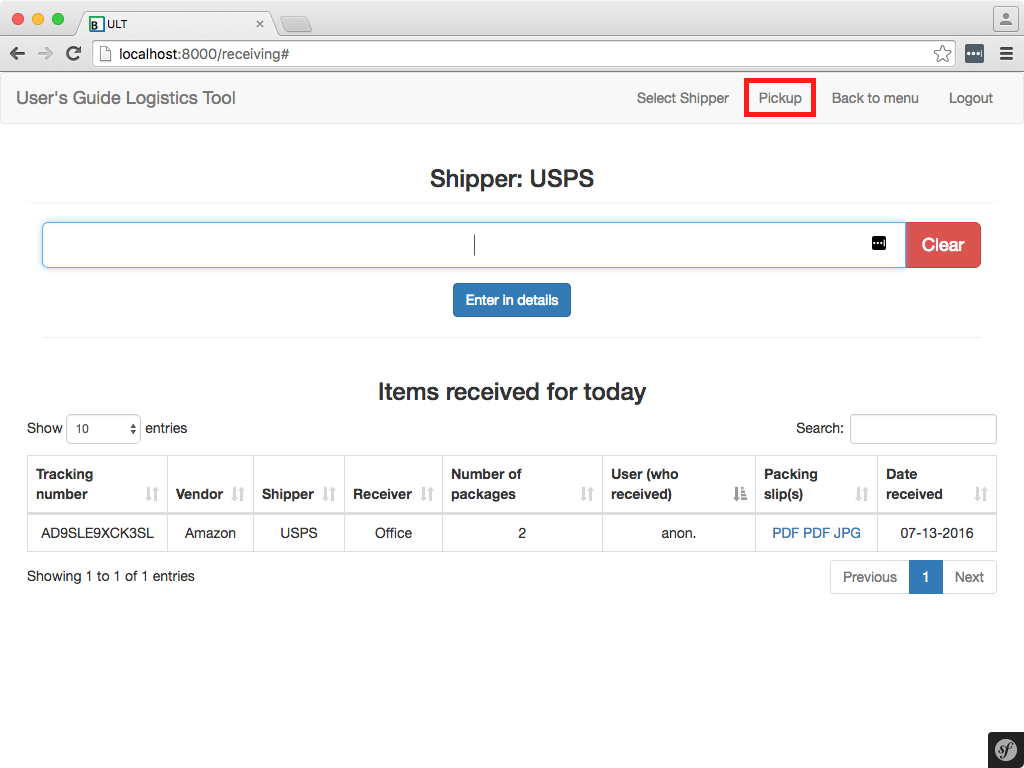 B ULT
localhost:8000/receiving#
User's Guide Logistics Tool Select Shipper Pickup Back to menu Logout
Shipper: USPS
Clear
Enter in details
Items received for today
Show 10 entries Search:
Tracking number Vendor Shipper Receiver Number of packages User (who received) Packing slip(s) Date received
AD9SLE9XCK3SL Amazon USPS Office 2 anon. PDF PDF JPG 07-13-2016
Showing 1 to 1 of 1 entries Previous 1 Next
sf